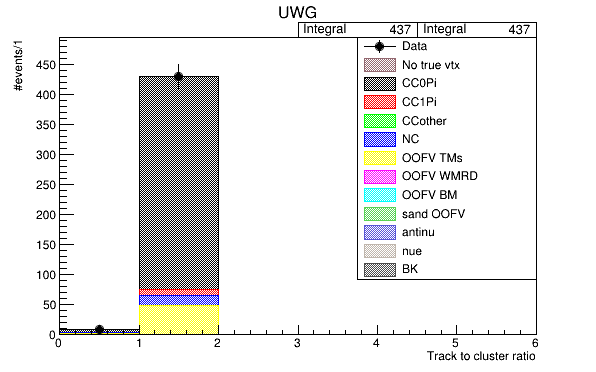 UWG
Integral 437 Integral 437
#events/1
450
400
350
300
250
200
150
100
50
0
Data
No true vtx
CC0Pi
CC1Pi
CCother
NC
OOFV TMs
OOFV WMRD
OOFV BM
sand OOFV
antinu
nue
BK
0 1 2 3 4 5 6
Track to cluster ratio